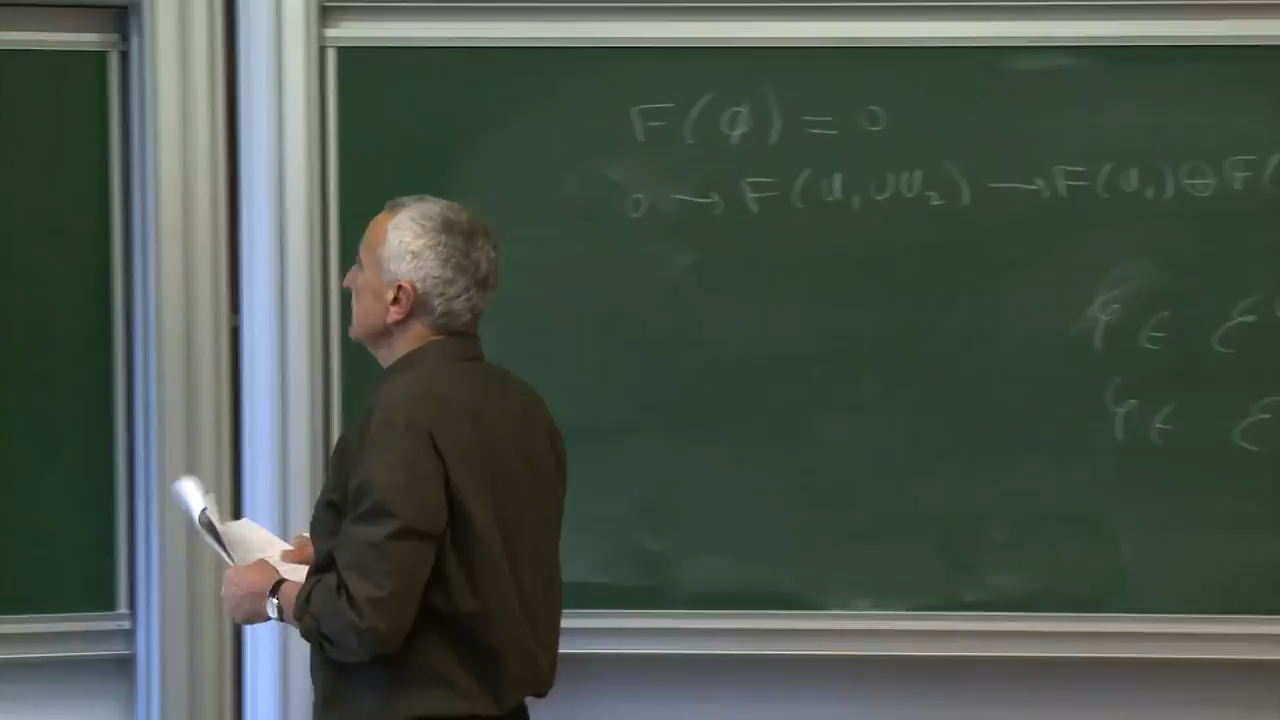 F(ϕ) = 0
0 → F(U₁∪U₂) → F(U₁) ⊕ F(
φ ∈ ℰ
φ ∈ ℰ